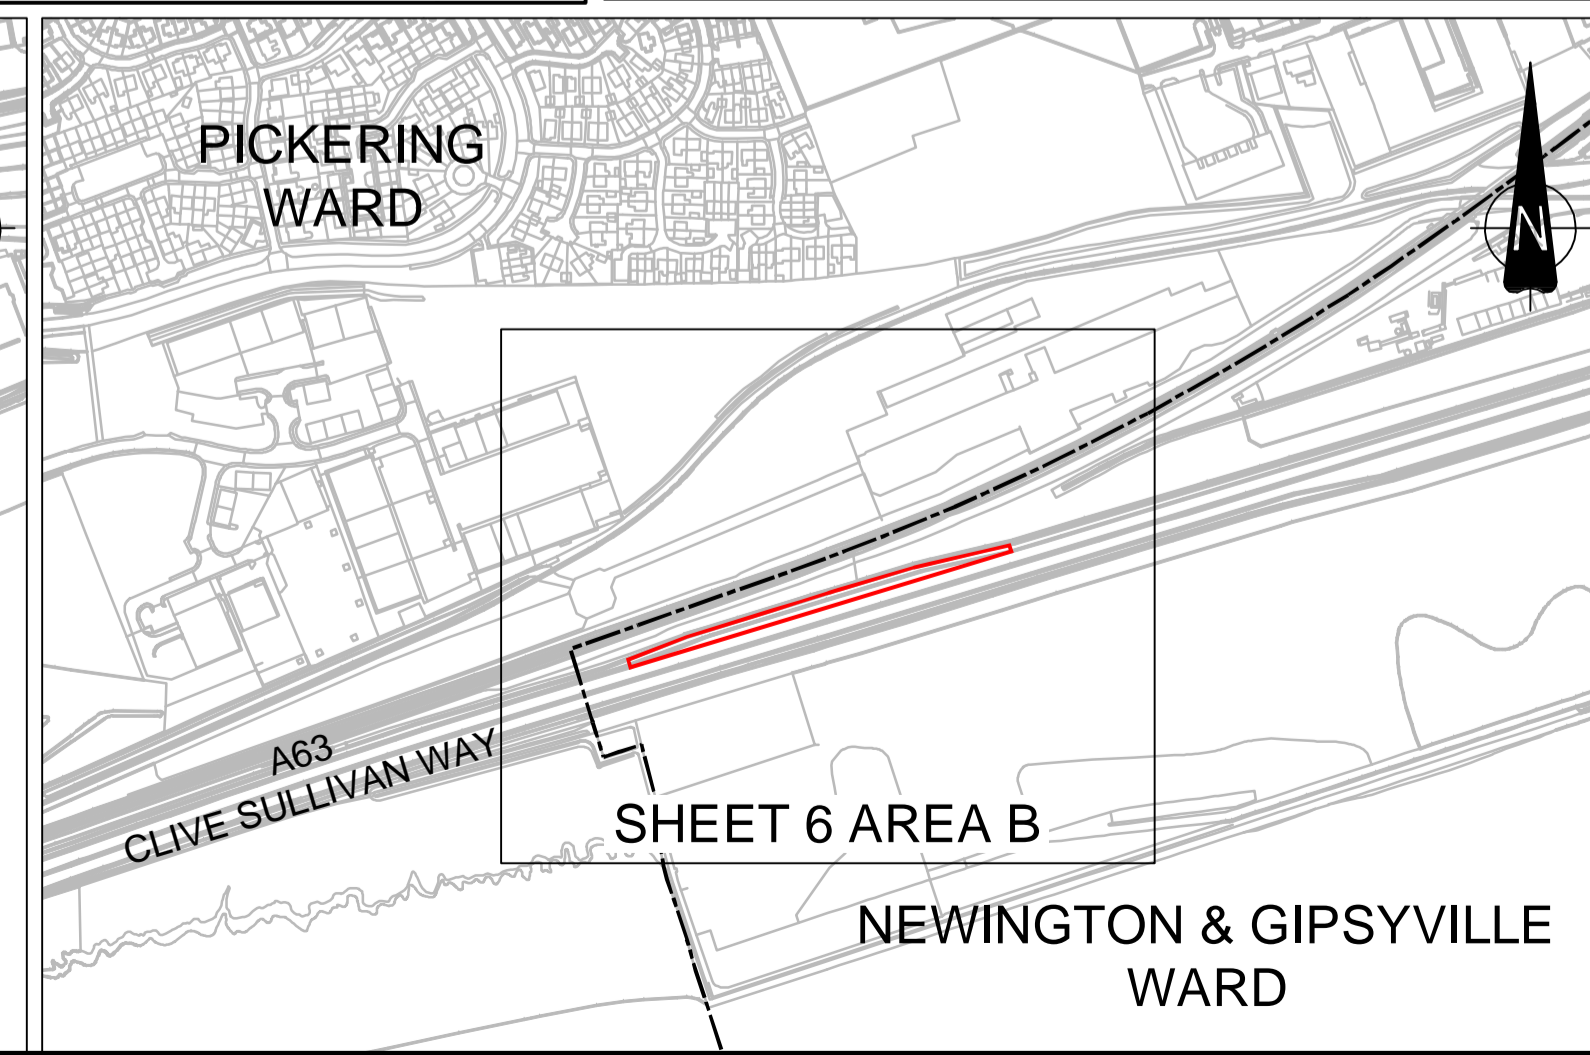 PICKERING
WARD
N
A63
CLIVE SULLIVAN WAY
SHEET 6 AREA B
NEWINGTON & GIPSYVILLE
WARD